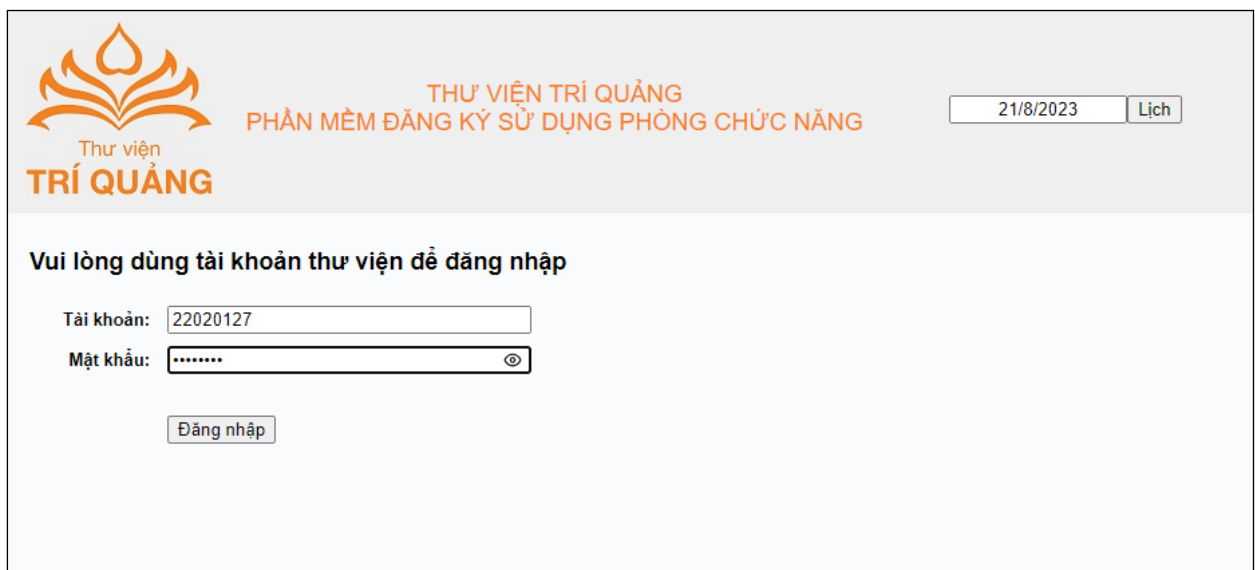 Thư viện
TRÍ QUẢNG
THƯ VIỆN TRÍ QUẢNG
PHẦN MỀM ĐĂNG KÝ SỬ DỤNG PHÒNG CHỨC NĂNG
21/8/2023 Lịch
Vui lòng dùng tài khoản thư viện để đăng nhập
Tài khoản: 22020127
Mật khẩu: ••••••••
Đăng nhập